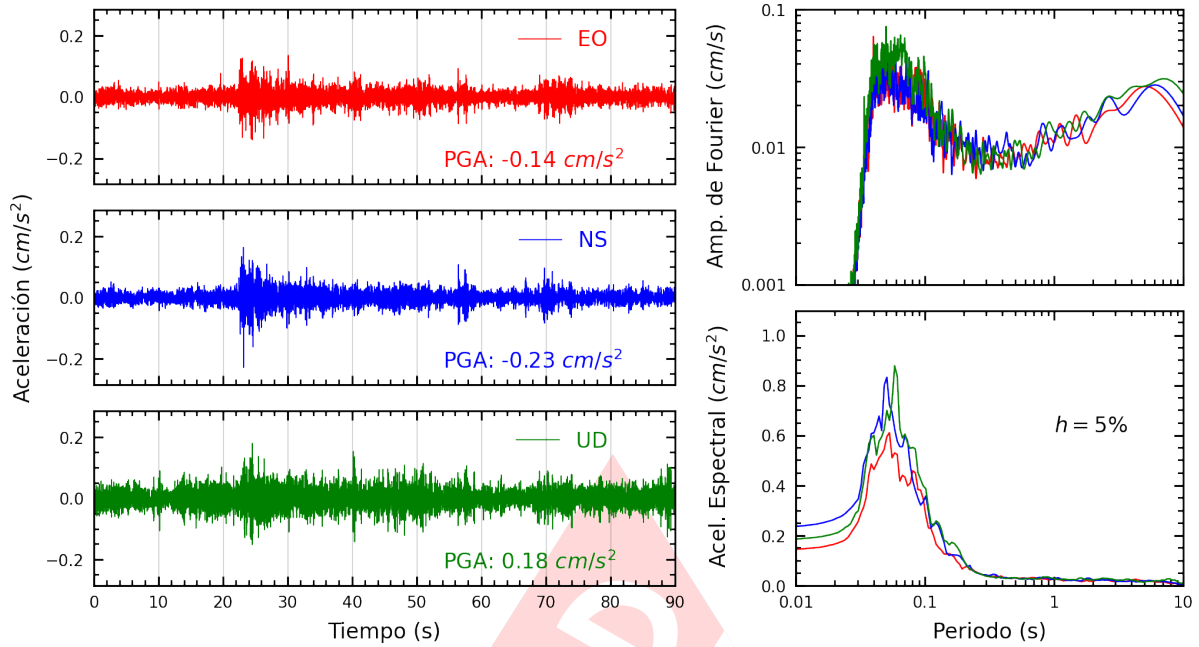 Aceleración (cm/s²)
0.2
0.0
−0.2
EO
PGA: -0.14 cm/s²
0.2
0.0
−0.2
NS
PGA: -0.23 cm/s²
0.2
0.0
−0.2
UD
PGA: 0.18 cm/s²
0 10 20 30 40 50 60 70 80 90
Tiempo (s)
Amp. de Fourier (cm/s)
0.1
0.01
0.001
Acel. Espectral (cm/s²)
1.0
0.8
0.6
0.4
0.2
0.0
h = 5%
0.01 0.1 1 10
Periodo (s)